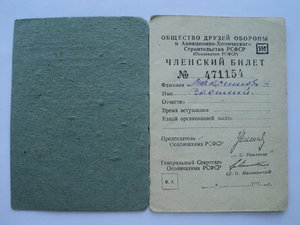 ОБЩЕСТВО ДРУЗЕЙ ОБОРОНЫ
и Авиационно-Химического
Строительства РСФСР
(Осоавиахим РСФСР)
ЧЛЕНСКИЙ БИЛЕТ
№ 471154
Фамилия
Имя
Отчество
Время вступления
Какой организацией выдан
Председатель
Осоавиахима РСФСР
Генеральный Секретарь
Осоавиахима РСФСР